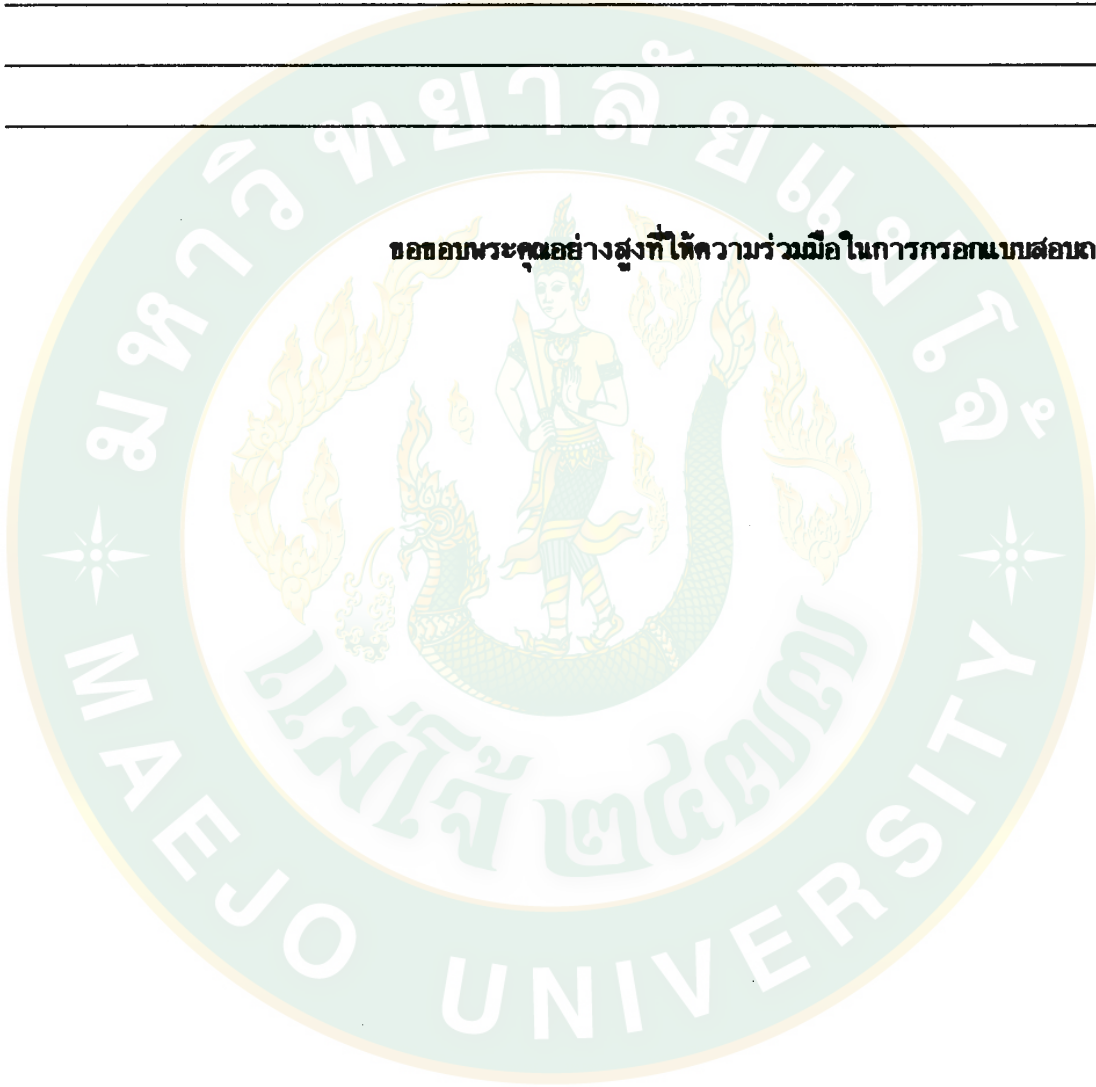 ขอขอบพระคุณอย่างสูงที่ให้ความร่วมมือในการกรอกแบบสอบถ
มหาวิทยาลัยแม่โจ้
แม่โจ้ ๒๔๗๗
MAEJO UNIVERSITY